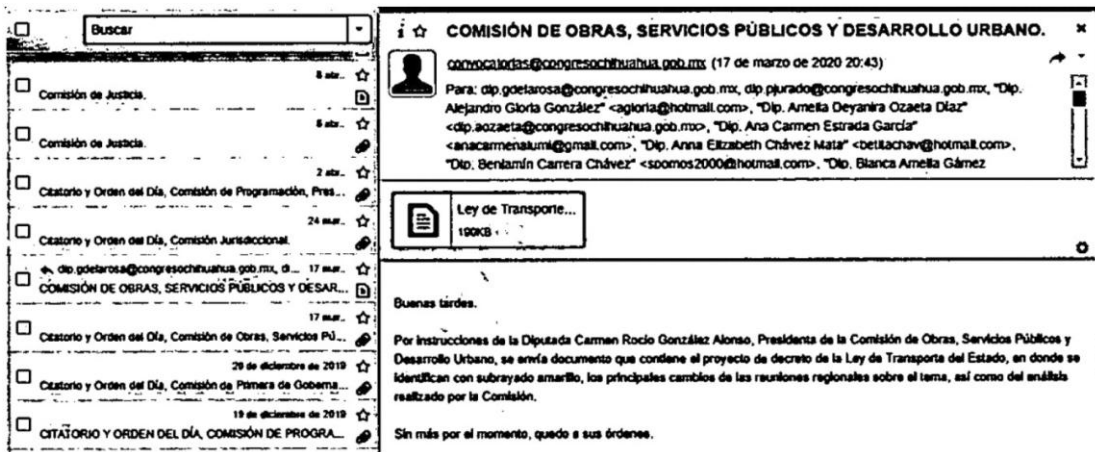 Buscar
5 abr..
Comisión de Justicia.
5 abr..
Comisión de Justicia.
2 abr..
Citatorio y Orden del Día, Comisión de Programación, Pres...
24 mar..
Citatorio y Orden del Día, Comisión Jurisdiccional.
dip.gdelarosa@congresochihuahua.gob.mx, di... 17 mar..
COMISIÓN DE OBRAS, SERVICIOS PÚBLICOS Y DESAR...
17 mar..
Citatorio y Orden del Día, Comisión de Obras, Servicios Pú...
29 de diciembre de 2019
Citatorio y Orden del Día, Comisión de Primera de Goberna...
19 de diciembre de 2019
CITATORIO Y ORDEN DEL DÍA, COMISIÓN DE PROGRA...
COMISIÓN DE OBRAS, SERVICIOS PÚBLICOS Y DESARROLLO URBANO.
convocatorias@congresochihuahua.gob.mx (17 de marzo de 2020 20:43)
Para: dip.gdelarosa@congresochihuahua.gob.mx, dip.pjurado@congresochihuahua.gob.mx, "Dip.
Alejandro Gloria González" <agloria@hotmail.com>, "Dip. Amelia Deyanira Ozaeta Díaz"
<dip.aozaeta@congresochihuahua.gob.mx>, "Dip. Ana Carmen Estrada García"
<anacarmenalumi@gmail.com>, "Dip. Anna Elizabeth Chávez Mata" <betitachav@hotmail.com>,
"Dip. Benjamín Carrera Chávez" <spomos2000@hotmail.com>, "Dip. Blanca Amelia Gámez
Ley de Transporte...
190KB
Buenas tardes.
Por instrucciones de la Diputada Carmen Rocío González Alonso, Presidenta de la Comisión de Obras, Servicios Públicos y
Desarrollo Urbano, se envía documento que contiene el proyecto de decreto de la Ley de Transporta del Estado, en donde se
identifican con subrayado amarillo, los principales cambios de las reuniones regionales sobre el tema, así como del análisis
realizado por la Comisión.
Sin más por el momento, quedo a sus órdenes.